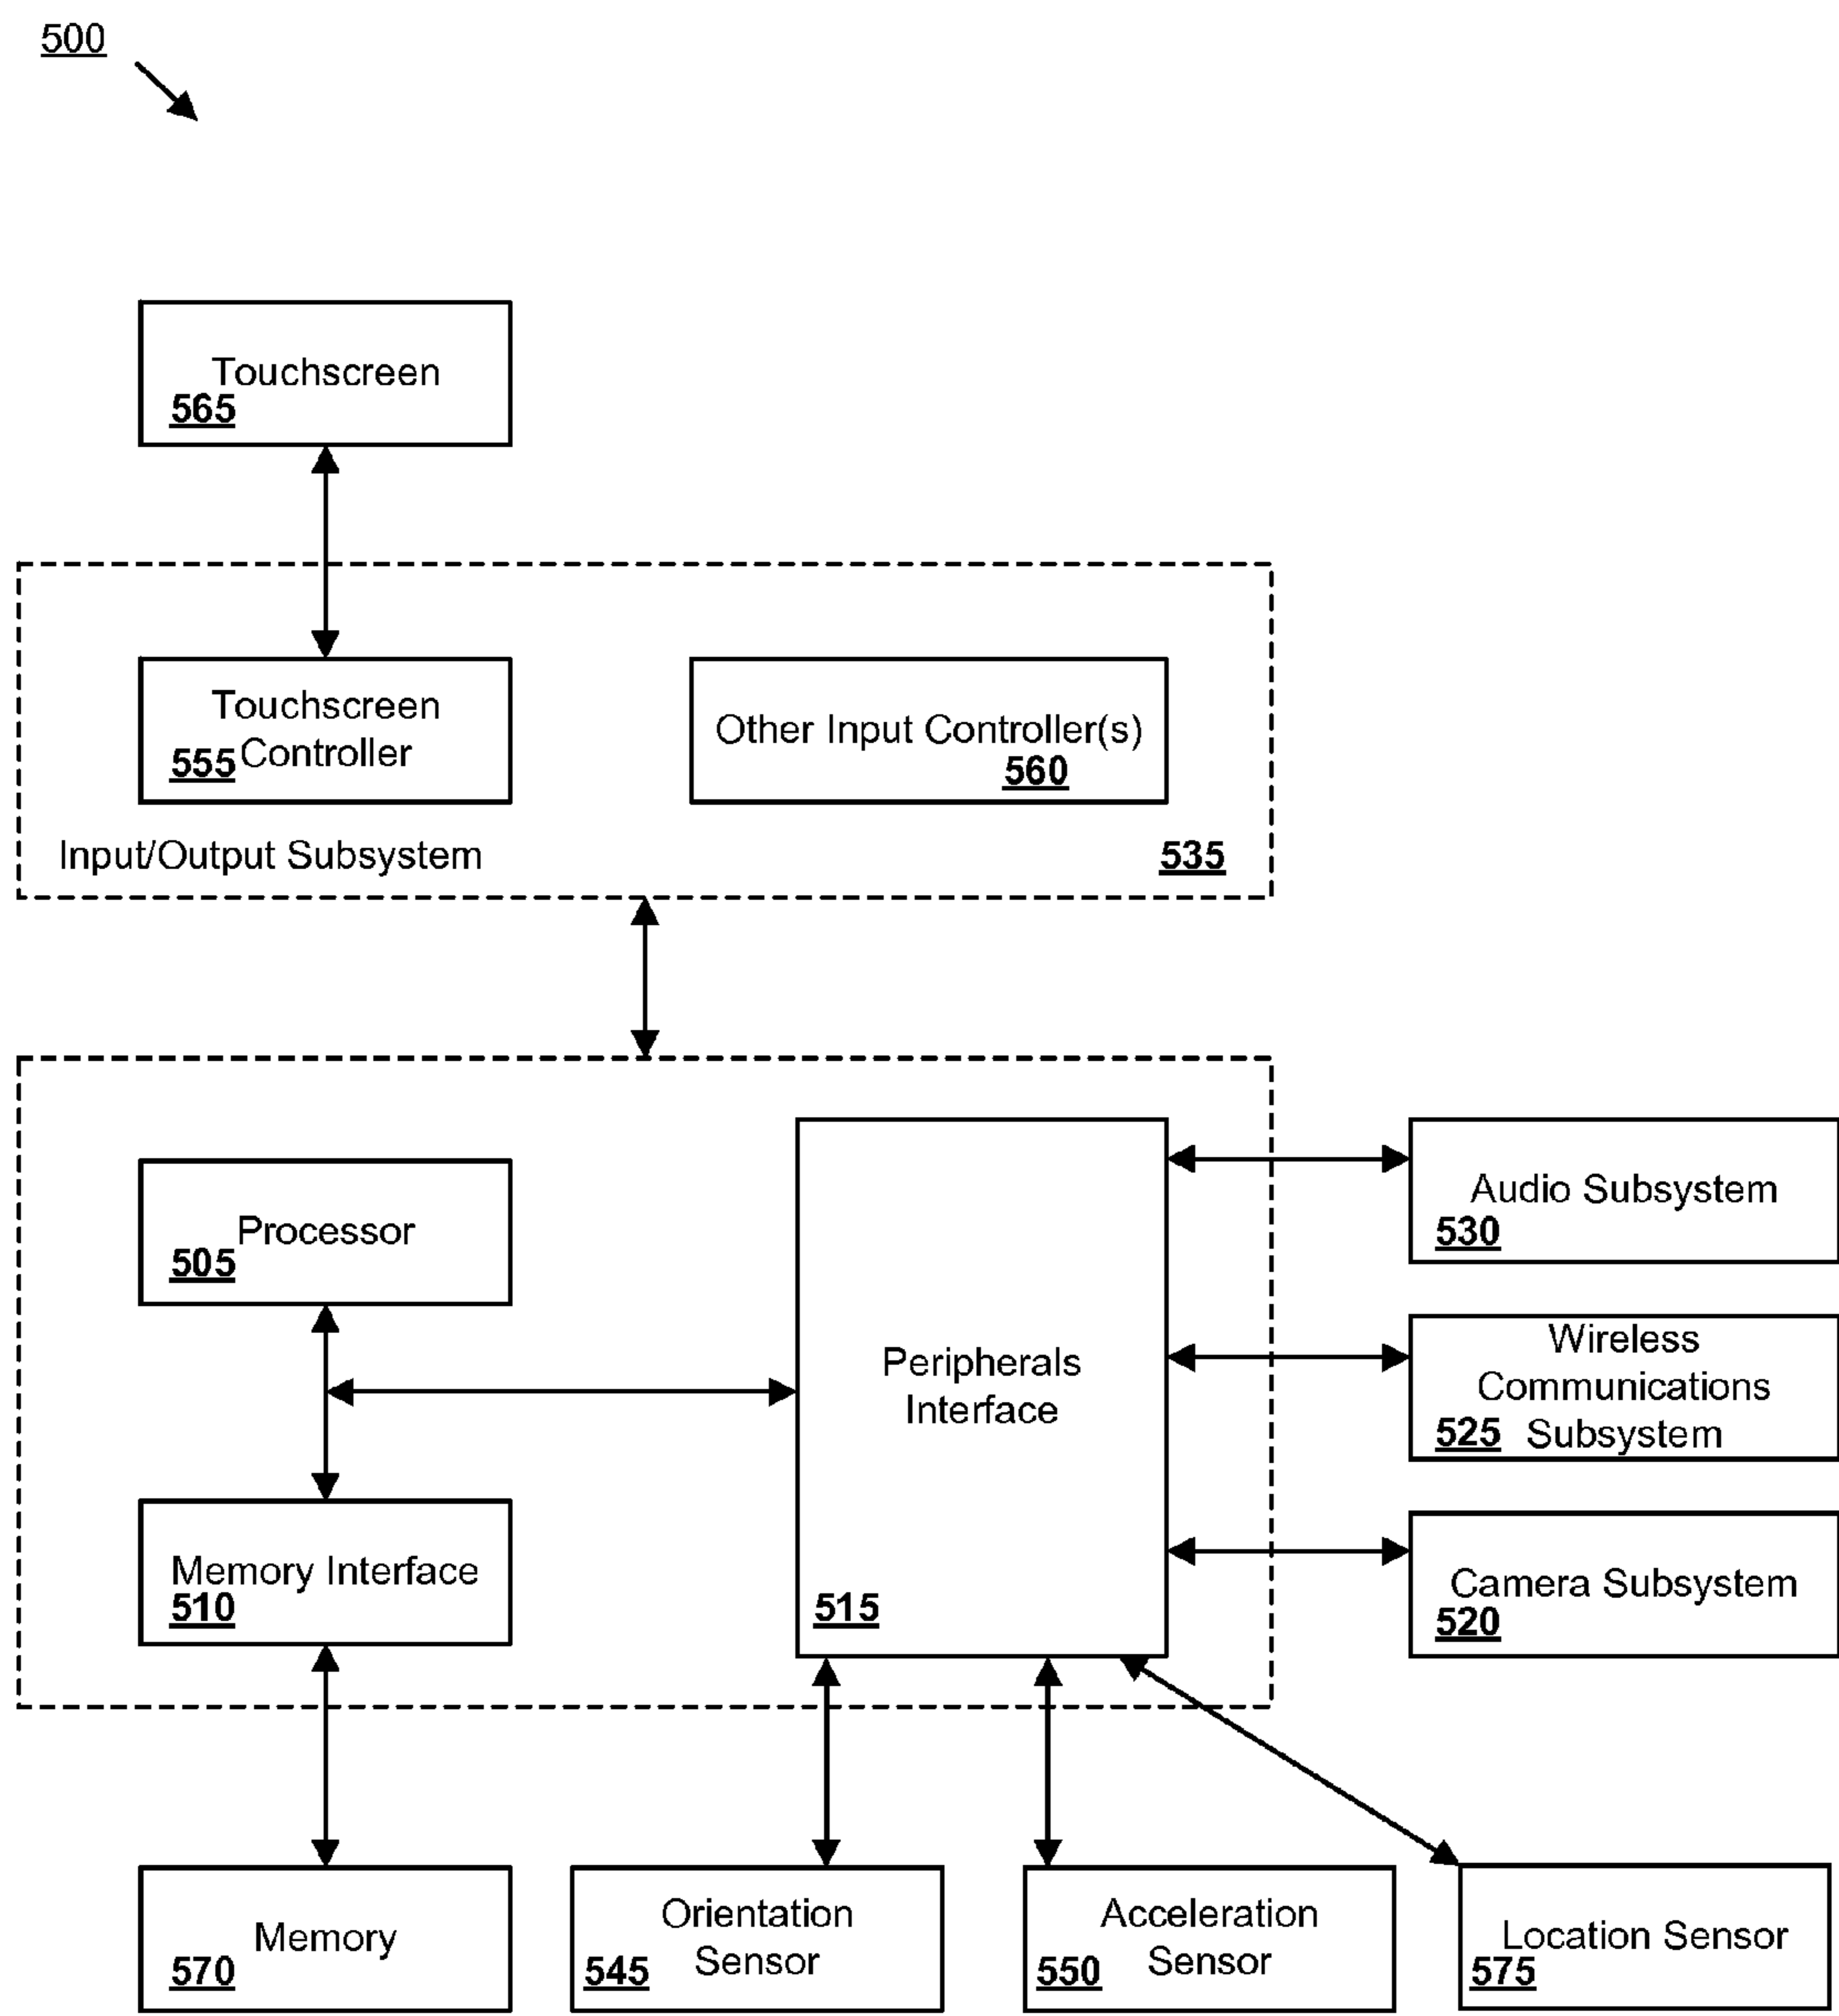 500
Touchscreen
565
Touchscreen
Controller
555
Other Input Controller(s)
560
Input/Output Subsystem
535
Processor
505
Peripherals
Interface
515
Memory Interface
510
Audio Subsystem
530
Wireless
Communications
Subsystem
525
Camera Subsystem
520
Memory
570
Orientation
Sensor
545
Acceleration
Sensor
550
Location Sensor
575